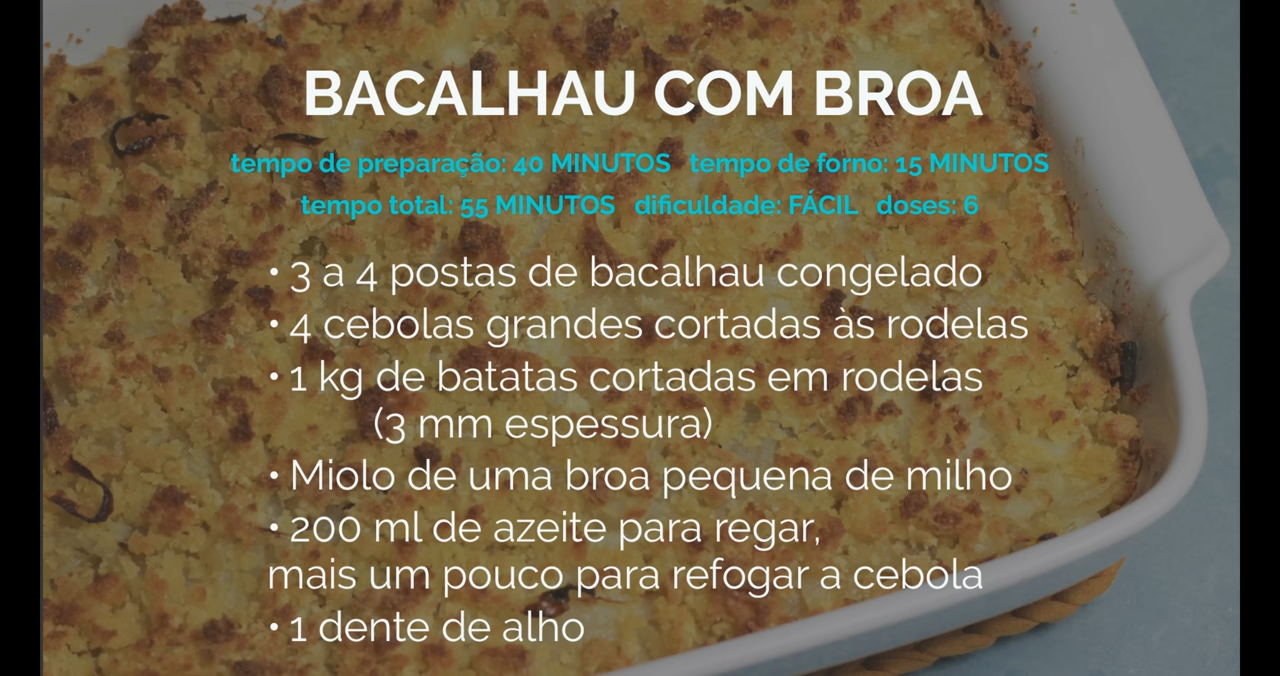 BACALHAU COM BROA
tempo de preparação: 40 MINUTOS tempo de forno: 15 MINUTOS
tempo total: 55 MINUTOS dificuldade: FÁCIL doses: 6
• 3 a 4 postas de bacalhau congelado
• 4 cebolas grandes cortadas às rodelas
• 1 kg de batatas cortadas em rodelas
(3 mm espessura)
• Miolo de uma broa pequena de milho
• 200 ml de azeite para regar,
mais um pouco para refogar a cebola
• 1 dente de alho